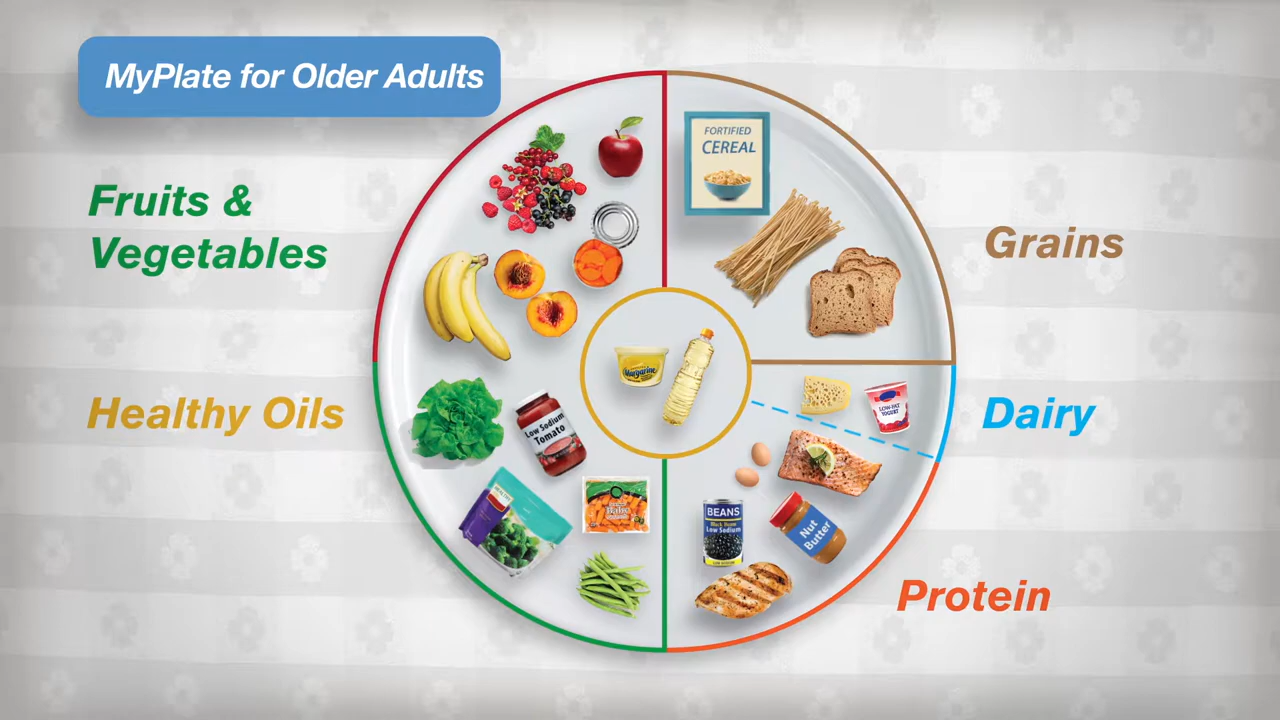 MyPlate for Older Adults
Fruits &
Vegetables
Healthy Oils
Grains
Dairy
Protein
FORTIFIED
CEREAL
Margarine
LOW-FAT
YOGURT
Low Sodium
Tomato
BEANS
Black Beans
Low Sodium
Nut
Butter